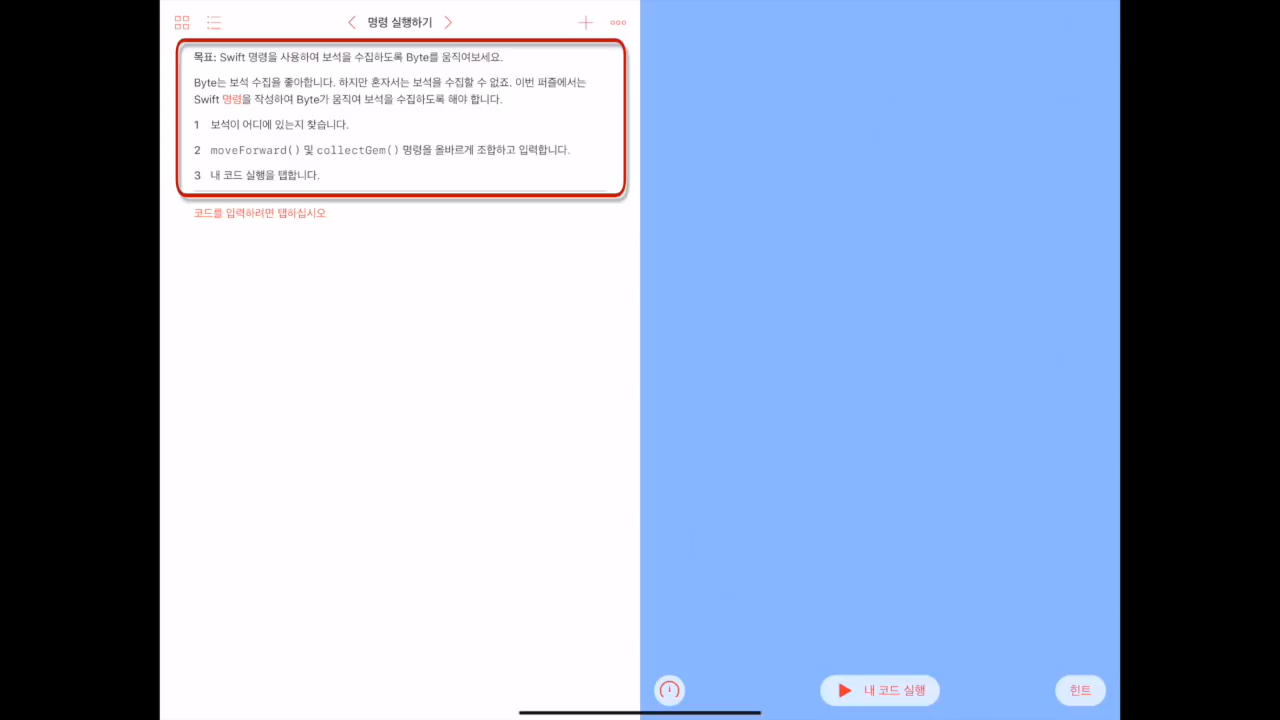 명령 실행하기
목표: Swift 명령을 사용하여 보석을 수집하도록 Byte를 움직여보세요.
Byte는 보석 수집을 좋아합니다. 하지만 혼자서는 보석을 수집할 수 없죠. 이번 퍼즐에서는
Swift 명령을 작성하여 Byte가 움직여 보석을 수집하도록 해야 합니다.
1 보석이 어디에 있는지 찾습니다.
2 moveForward() 및 collectGem() 명령을 올바르게 조합하고 입력합니다.
3 내 코드 실행을 탭합니다.
코드를 입력하려면 탭하십시오
내 코드 실행
힌트